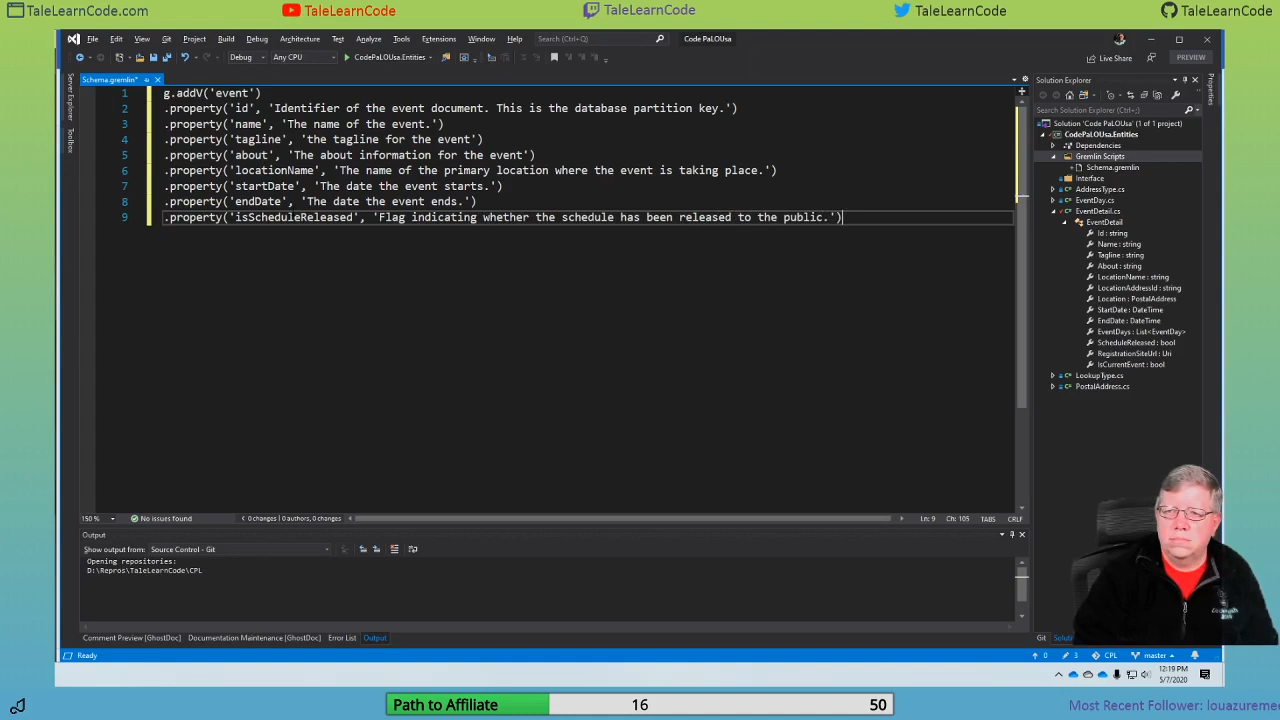 TaleLearnCode.com
TaleLearnCode
TaleLearnCode
TaleLearnCode
TaleLearnCode
File Edit View Git Project Build Debug Test Analyze Tools Extensions Window Help Search (Ctrl+Q) Code PaLOUsa
Architecture
Debug Any CPU CodePaLOUsa.Entities Live Share PREVIEW
Server Explorer
Toolbox
Schema.gremlin*
1 g.addV('event')
2 .property('id', 'Identifier of the event document. This is the database partition key.')
3 .property('name', 'The name of the event.')
4 .property('tagline', 'the tagline for the event')
5 .property('about', 'The about information for the event')
6 .property('locationName', 'The name of the primary location where the event is taking place.')
7 .property('startDate', 'The date the event starts.')
8 .property('endDate', 'The date the event ends.')
9 .property('isScheduleReleased', 'Flag indicating whether the schedule has been released to the public.')
150 % No issues found 0 changes | 0 authors, 0 changes Ln: 9 Ch: 105 TABS CRLF
Output
Show output from: Source Control - Git
Opening repositories:
D:\Repros\TaleLearnCode\CPL
Comment Preview [GhostDoc] Documentation Maintenance [GhostDoc] Error List Output
Solution Explorer
Search Solution Explorer (Ctrl+;)
Solution 'Code PaLOUsa' (1 of 1 project)
CodePaLOUsa.Entities
Dependencies
Gremlin Scripts
Schema.gremlin
Interface
AddressType.cs
EventDay.cs
EventDetail.cs
EventDetail
Id : string
Name : string
Tagline : string
About : string
LocationName : string
LocationAddressId : string
Location : PostalAddress
StartDate : DateTime
EndDate : DateTime
EventDays : List<EventDay>
ScheduleReleased : bool
RegistrationSiteUrl : Uri
IsCurrentEvent : bool
LookupType.cs
PostalAddress.cs
Properties
Git
Ready 0 3 CPL master
12:19 PM
5/7/2020
Path to Affiliate 16 50
Most Recent Follower: louazureme